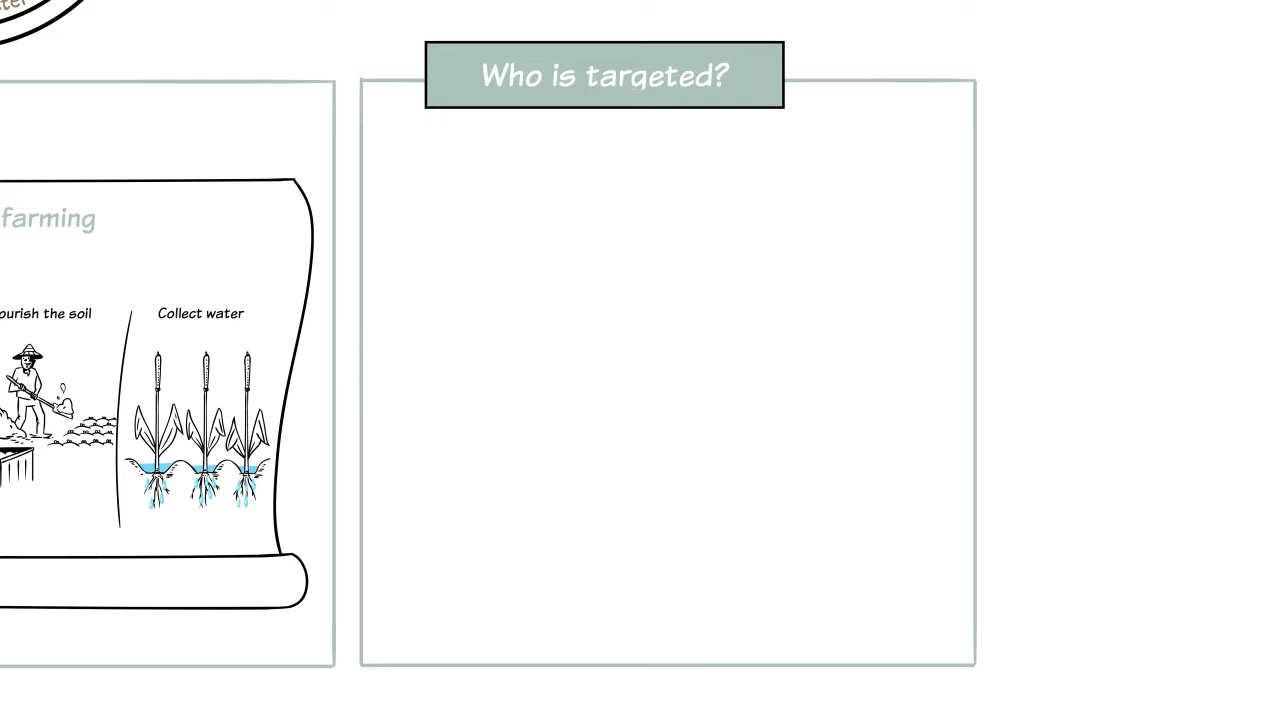 Who is targeted?
farming
ourish the soil
Collect water